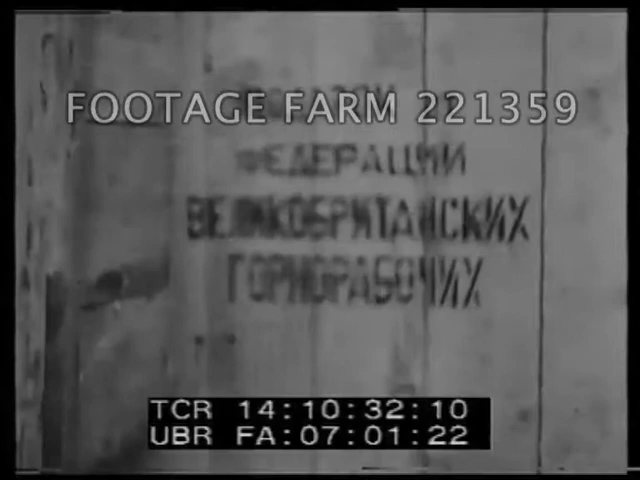 FOOTAGE FARM 221359
ФЕДЕРАЦИИ
ВЕЛИКОБРИТАНСКИХ
ГОРНОРАБОЧИХ
TCR 14:10:32:10
UBR FA:07:01:22